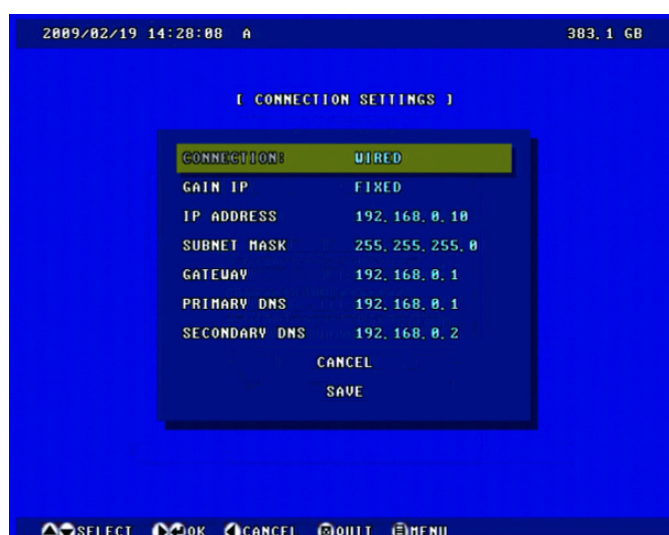 2009/02/19 14:28:08 A 383.1 GB
[ CONNECTION SETTINGS ]
CONNECTION: WIRED
GAIN IP FIXED
IP ADDRESS 192.168.0.10
SUBNET MASK 255.255.255.0
GATEWAY 192.168.0.1
PRIMARY DNS 192.168.0.1
SECONDARY DNS 192.168.0.2
CANCEL
SAVE
SELECT OK CANCEL QUIT MENU